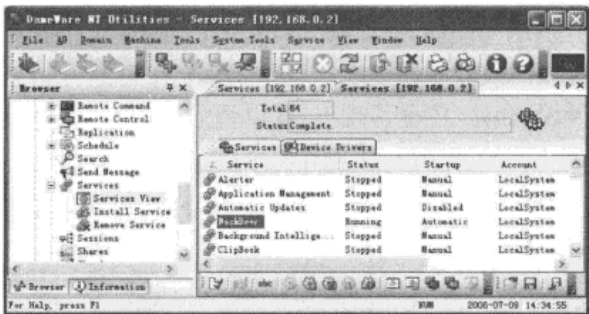 DameWare NT Utilities - Services [192.168.0.2]
File AD Domain Machine Tools System Tools Service View Window Help
Browser
Services [192.168.0.2] Services [192.168.0.2]
Remote Command
Remote Control
Replication
Schedule
Search
Send Message
Services
Services View
Install Service
Remove Service
Sessions
Shares
Total 84
Status Complete.
Services Device Drivers
Service Status Startup Account
Alerter Stopped Manual LocalSystem
Application Management Stopped Manual LocalSystem
Automatic Updates Stopped Disabled LocalSystem
BackDoor Running Automatic LocalSystem
Background Intellige... Stopped Manual LocalSystem
ClipBook Stopped Manual LocalSystem
Browser Information
abc
For Help, press F1
NUM 2006-07-09 14:34:55